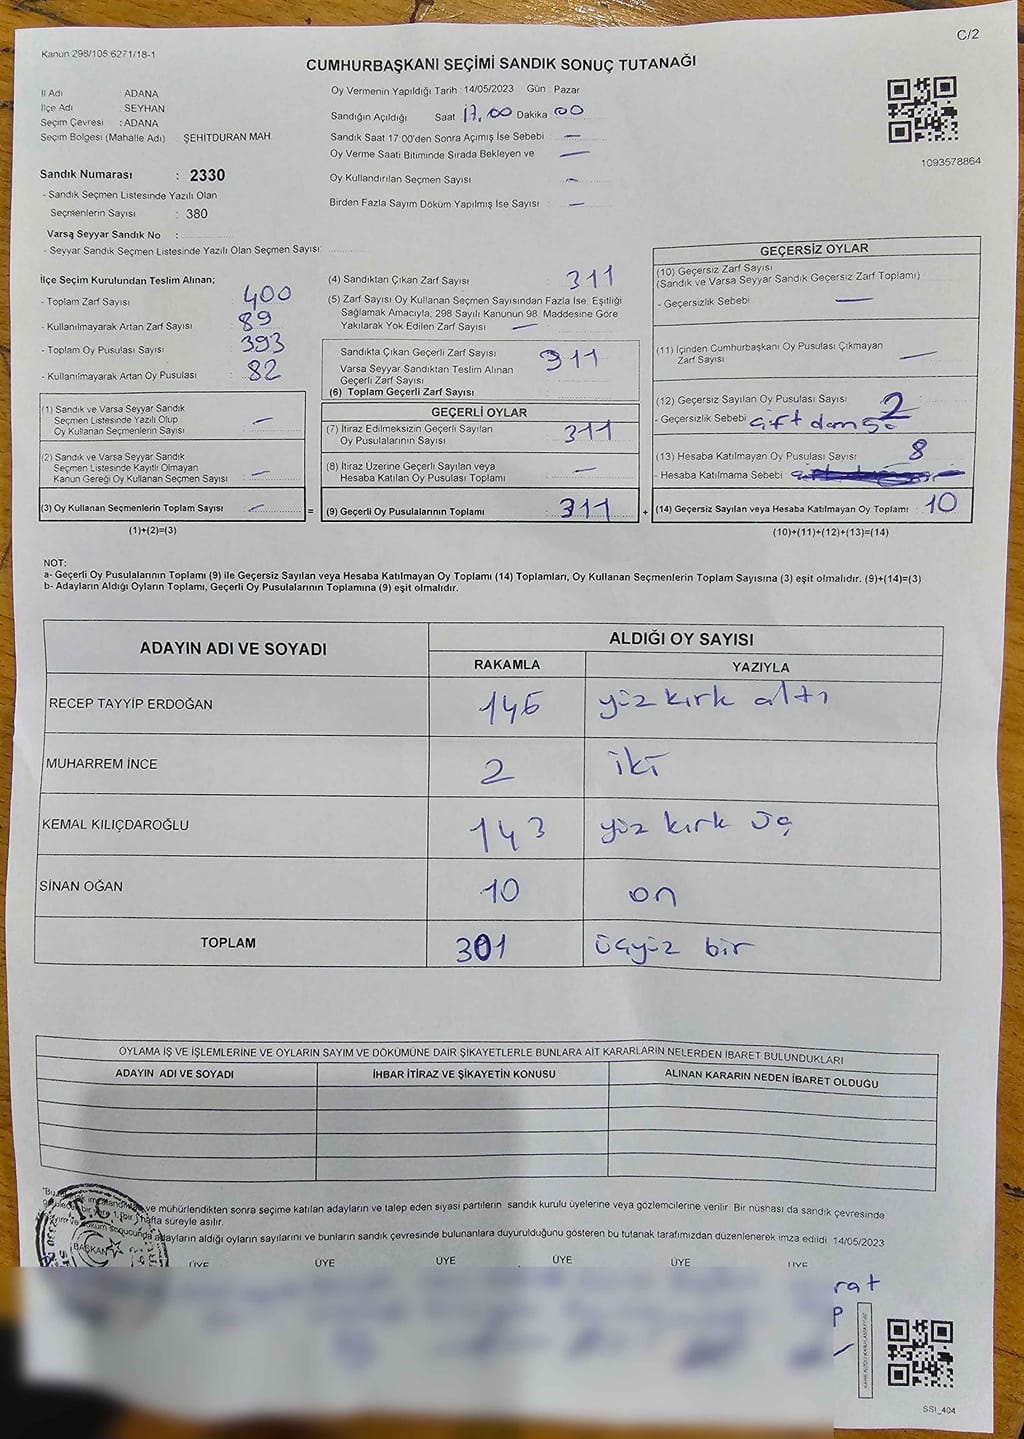 C/2
Kanun 298/105 6271/18-1
CUMHURBAŞKANI SEÇİMİ SANDIK SONUÇ TUTANAĞI
İl Adı : ADANA
İlçe Adı : SEYHAN
Seçim Çevresi : ADANA
Seçim Bölgesi (Mahalle Adı) : ŞEHİTDURAN MAH.
Sandık Numarası : 2330
- Sandık Seçmen Listesinde Yazılı Olan
Seçmenlerin Sayısı : 380
Varsa Seyyar Sandık No :
- Seyyar Sandık Seçmen Listesinde Yazılı Olan Seçmen Sayısı:
Oy Vermenin Yapıldığı Tarih : 14/05/2023 Gün : Pazar
Sandığın Açıldığı Saat 17.00 Dakika 00
Sandık Saat 17:00'den Sonra Açımış İse Sebebi : —
Oy Verme Saati Bitiminde Sırada Bekleyen ve —
Oy Kullandırılan Seçmen Sayısı : —
Birden Fazla Sayım Döküm Yapılmış İse Sayısı : —
1093578864
İlçe Seçim Kurulundan Teslim Alınan;
- Toplam Zarf Sayısı : 400
- Kullanılmayarak Artan Zarf Sayısı : 89
- Toplam Oy Pusulası Sayısı : 393
- Kullanılmayarak Artan Oy Pusulası : 82
(1) Sandık ve Varsa Seyyar Sandık
Seçmen Listesinde Yazılı Olup
Oy Kullanan Seçmenlerin Sayısı : —
(2) Sandık ve Varsa Seyyar Sandık
Seçmen Listesinde Kayıtlı Olmayan
Kanun Gereği Oy Kullanan Seçmen Sayısı : —
(3) Oy Kullanan Seçmenlerin Toplam Sayısı : —
(1)+(2)=(3)
=
(4) Sandıktan Çıkan Zarf Sayısı : 311
(5) Zarf Sayısı Oy Kullanan Seçmen Sayısından Fazla İse, Eşitliği
Sağlamak Amacıyla, 298 Sayılı Kanunun 98. Maddesine Göre
Yakılarak Yok Edilen Zarf Sayısı : —
Sandıkta Çıkan Geçerli Zarf Sayısı : 311
Varsa Seyyar Sandıktan Teslim Alınan
Geçerli Zarf Sayısı
(6) Toplam Geçerli Zarf Sayısı
GEÇERLİ OYLAR
(7) İtiraz Edilmeksizin Geçerli Sayılan
Oy Pusulalarının Sayısı : 311
(8) İtiraz Üzerine Geçerli Sayılan veya
Hesaba Katılan Oy Pusulası Toplamı : —
(9) Geçerli Oy Pusulalarının Toplamı : 311
+
GEÇERSİZ OYLAR
(10) Geçersiz Zarf Sayısı
(Sandık ve Varsa Seyyar Sandık Geçersiz Zarf Toplamı)
- Geçersizlik Sebebi : —
(11) İçinden Cumhurbaşkanı Oy Pusulası Çıkmayan
Zarf Sayısı : —
(12) Geçersiz Sayılan Oy Pusulası Sayısı : 2
- Geçersizlik Sebebi çift damga
(13) Hesaba Katılmayan Oy Pusulası Sayısı : 8
- Hesaba Katılmama Sebebi
(14) Geçersiz Sayılan veya Hesaba Katılmayan Oy Toplamı : 10
(10)+(11)+(12)+(13)=(14)
NOT:
a- Geçerli Oy Pusulalarının Toplamı (9) ile Geçersiz Sayılan veya Hesaba Katılmayan Oy Toplamı (14) Toplamları, Oy Kullanan Seçmenlerin Toplam Sayısına (3) eşit olmalıdır. (9)+(14)=(3)
b- Adayların Aldığı Oyların Toplamı, Geçerli Oy Pusulalarının Toplamına (9) eşit olmalıdır.
ADAYIN ADI VE SOYADI ALDIĞI OY SAYISI
RAKAMLA YAZIYLA
RECEP TAYYİP ERDOĞAN 146 yüz kırk altı
MUHARREM İNCE 2 iki
KEMAL KILIÇDAROĞLU 143 yüz kırk üç
SİNAN OĞAN 10 on
TOPLAM 301 üçyüz bir
OYLAMA İŞ VE İŞLEMLERİNE VE OYLARIN SAYIM VE DÖKÜMÜNE DAİR ŞİKAYETLERLE BUNLARA AİT KARARLARIN NELERDEN İBARET BULUNDUKLARI
ADAYIN ADI VE SOYADI İHBAR İTİRAZ VE ŞİKAYETİN KONUSU ALINAN KARARIN NEDEN İBARET OLDUĞU
ve mühürlendikten sonra seçime katılan adayların ve talep eden siyasi partilerin sandık kurulu üyelerine veya gözlemcilerine verilir. Bir nüshası da sandık çevresinde
hafta süreyle asılır.
adayların aldığı oyların sayılarını ve bunların sandık çevresinde bulunanlara duyurulduğunu gösteren bu tutanak tarafımızdan düzenlenerek imza edildi. 14/05/2023
T.C.
BAŞKAN ÜYE ÜYE ÜYE ÜYE ÜYE ÜYE
SSI_404